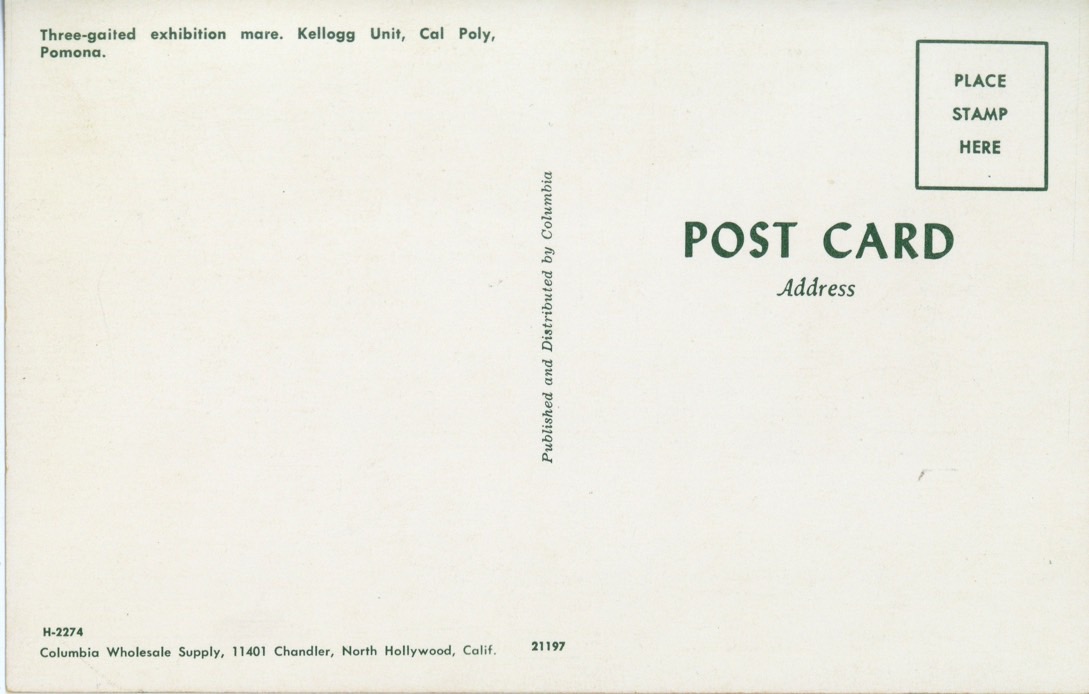 Three-gaited exhibition mare. Kellogg Unit, Cal Poly,
Pomona.
PLACE
STAMP
HERE
POST CARD
Address
Published and Distributed by Columbia
H-2274
Columbia Wholesale Supply, 11401 Chandler, North Hollywood, Calif.
21197